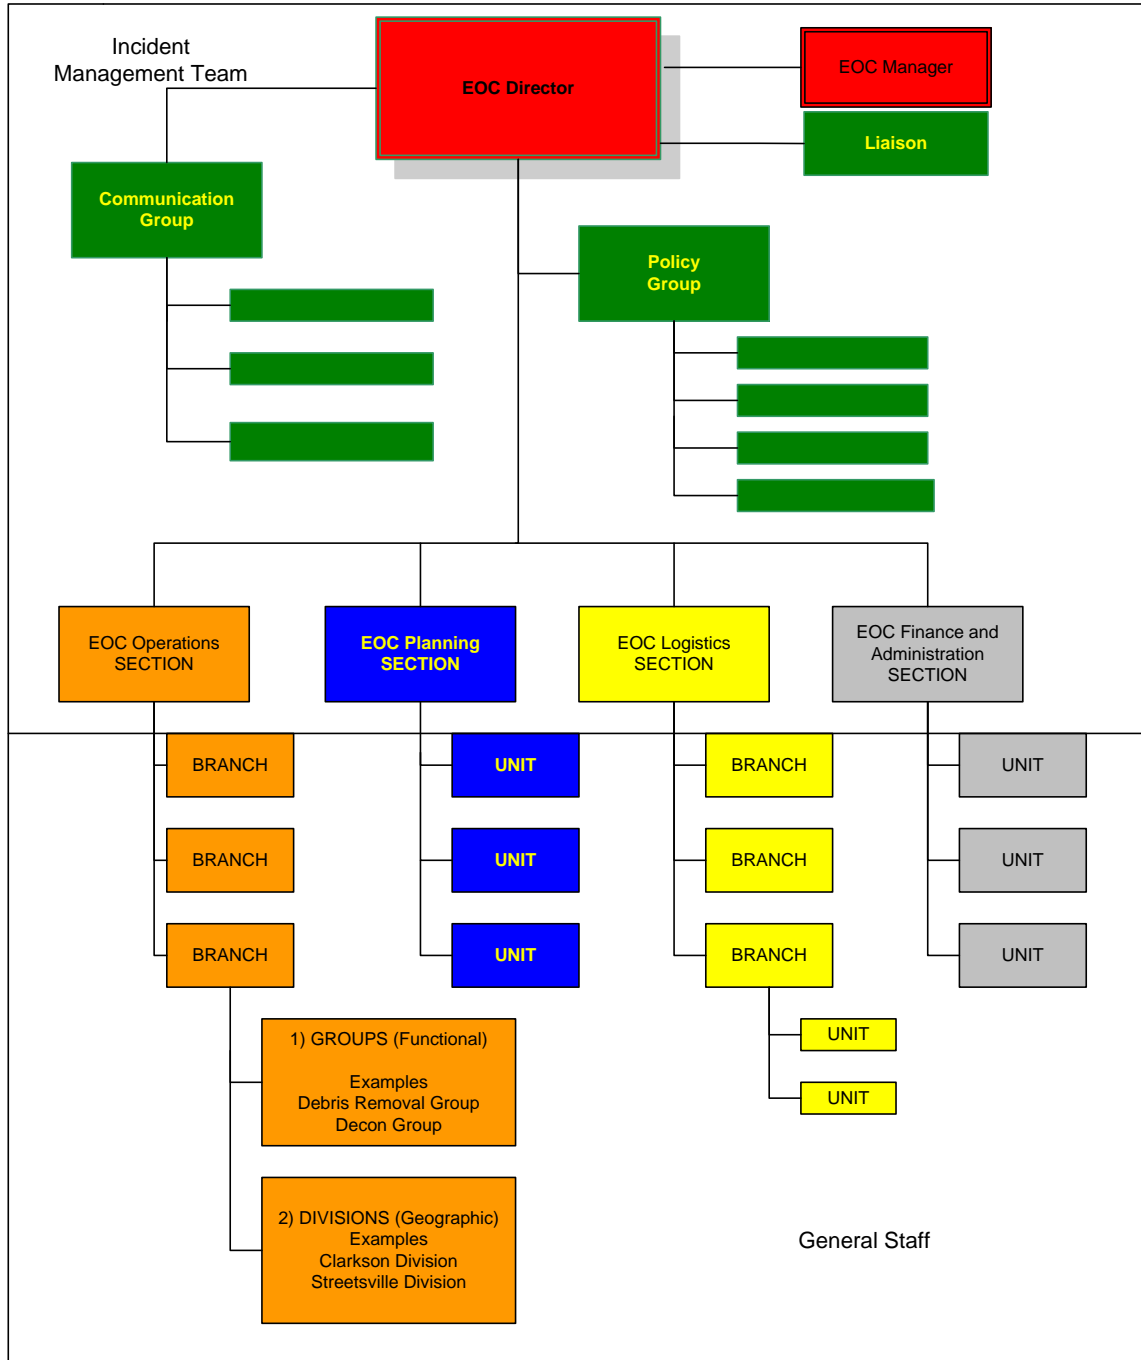 Incident
Management Team
EOC Director
EOC Manager
Liaison
Communication
Group
Policy
Group
EOC Operations
SECTION
EOC Planning
SECTION
EOC Logistics
SECTION
EOC Finance and
Administration
SECTION
BRANCH
UNIT
BRANCH
UNIT
BRANCH
UNIT
BRANCH
UNIT
BRANCH
UNIT
BRANCH
UNIT
1) GROUPS (Functional)
Examples
Debris Removal Group
Decon Group
UNIT
UNIT
2) DIVISIONS (Geographic)
Examples
Clarkson Division
Streetsville Division
General Staff